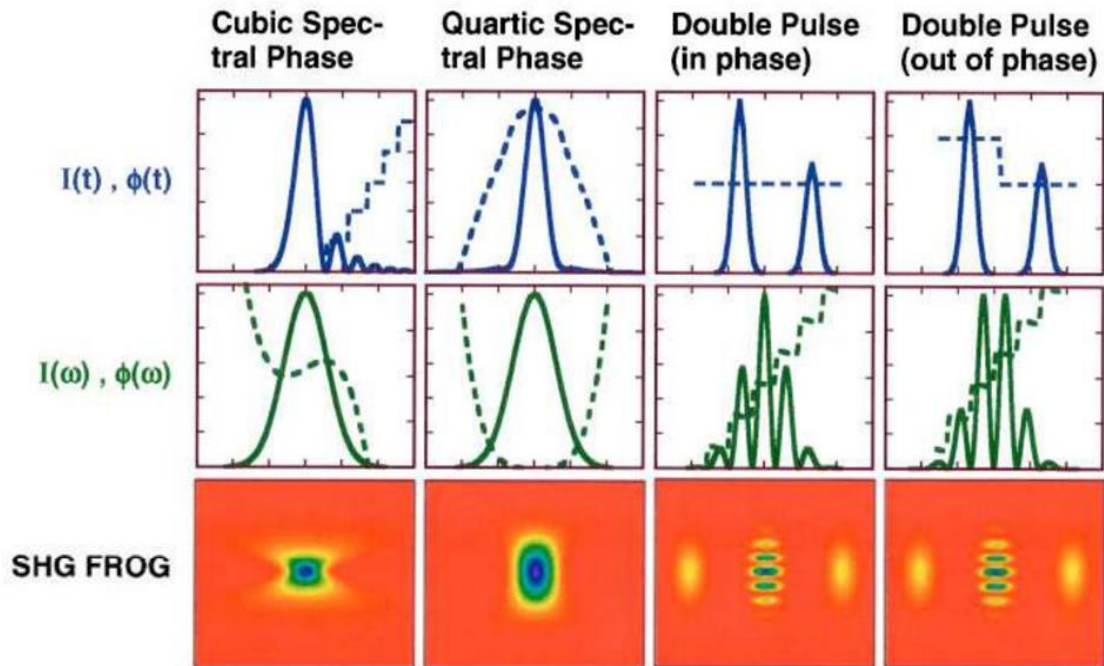 Cubic Spec-
tral Phase
Quartic Spec-
tral Phase
Double Pulse
(in phase)
Double Pulse
(out of phase)
I(t) , ϕ(t)
I(ω) , ϕ(ω)
SHG FROG